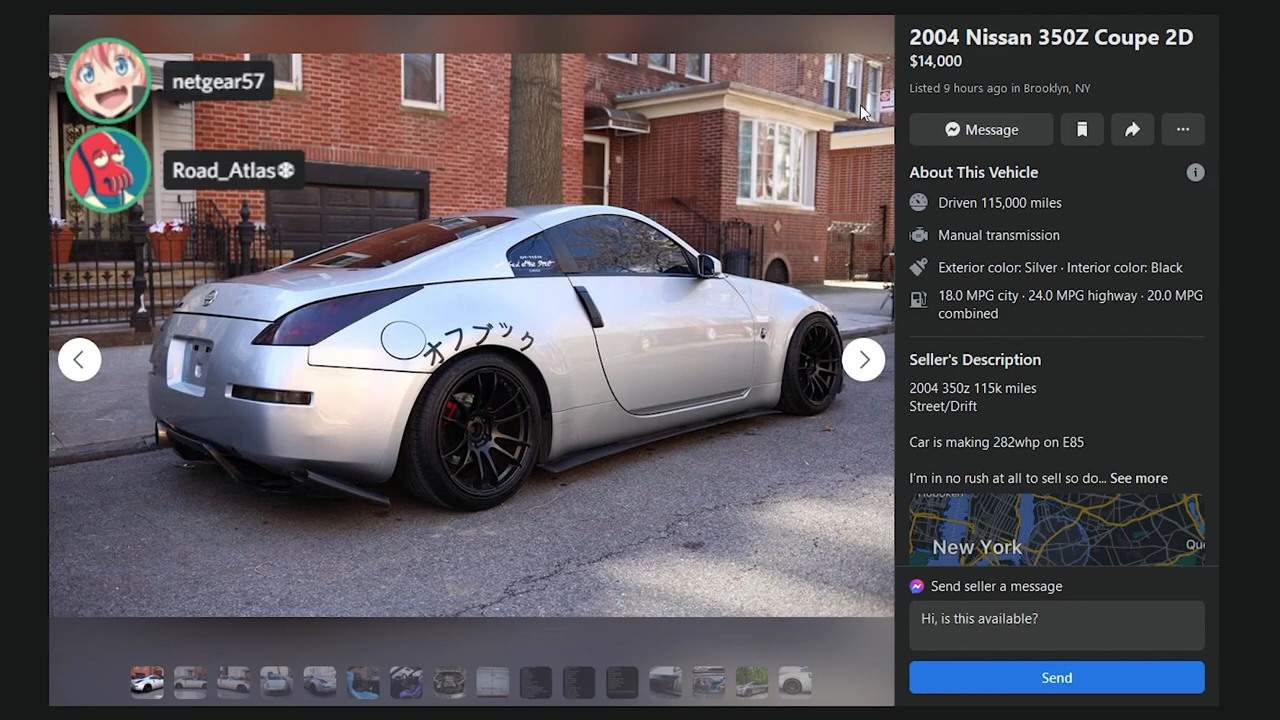 netgear57
Road_Atlas
オフブック
2004 Nissan 350Z Coupe 2D
$14,000
Listed 9 hours ago in Brooklyn, NY
Message
About This Vehicle
Driven 115,000 miles
Manual transmission
Exterior color: Silver · Interior color: Black
18.0 MPG city · 24.0 MPG highway · 20.0 MPG
combined
Seller's Description
2004 350z 115k miles
Street/Drift
Car is making 282whp on E85
I'm in no rush at all to sell so do... See more
Hoboken
New York
Que
Send seller a message
Hi, is this available?
Send